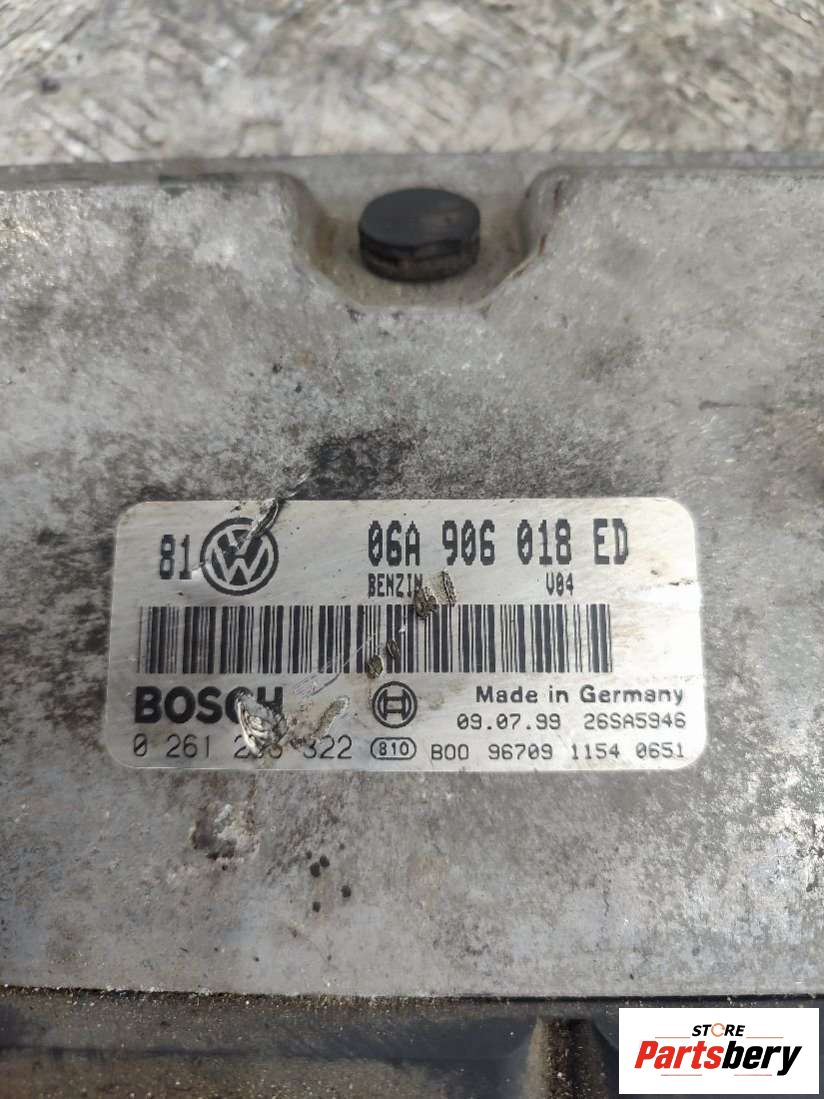 81 06A 906 018 ED
BENZIN V04
BOSCH Made in Germany
09.07.99 26SA5946
0 261 322 810 B00 96709 1154 0651
STORE
Partsbery